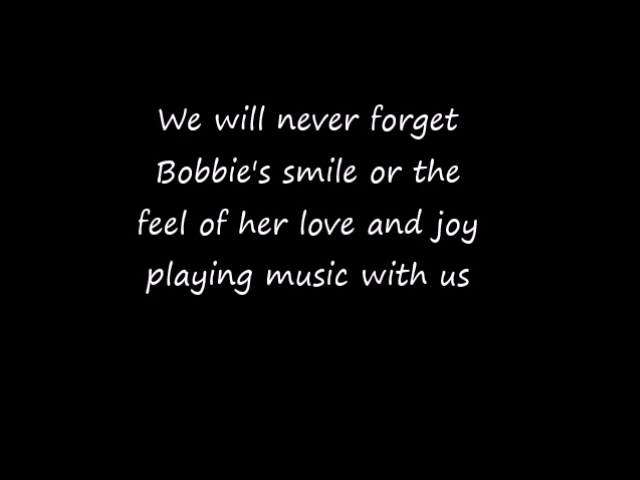 We will never forget
Bobbie's smile or the
feel of her love and joy
playing music with us